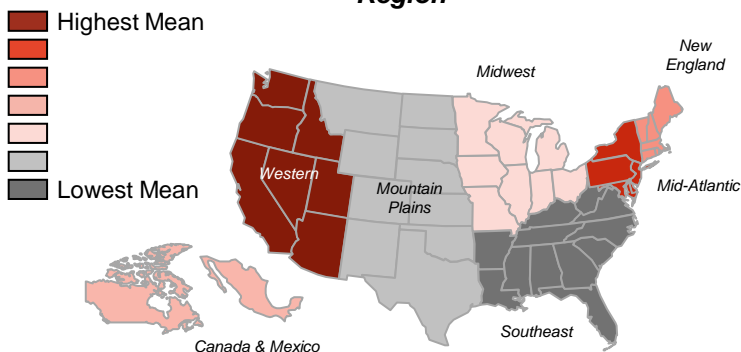 Region
Highest Mean
Lowest Mean
New
England
Midwest
Western
Mountain
Plains
Mid-Atlantic
Southeast
Canada & Mexico